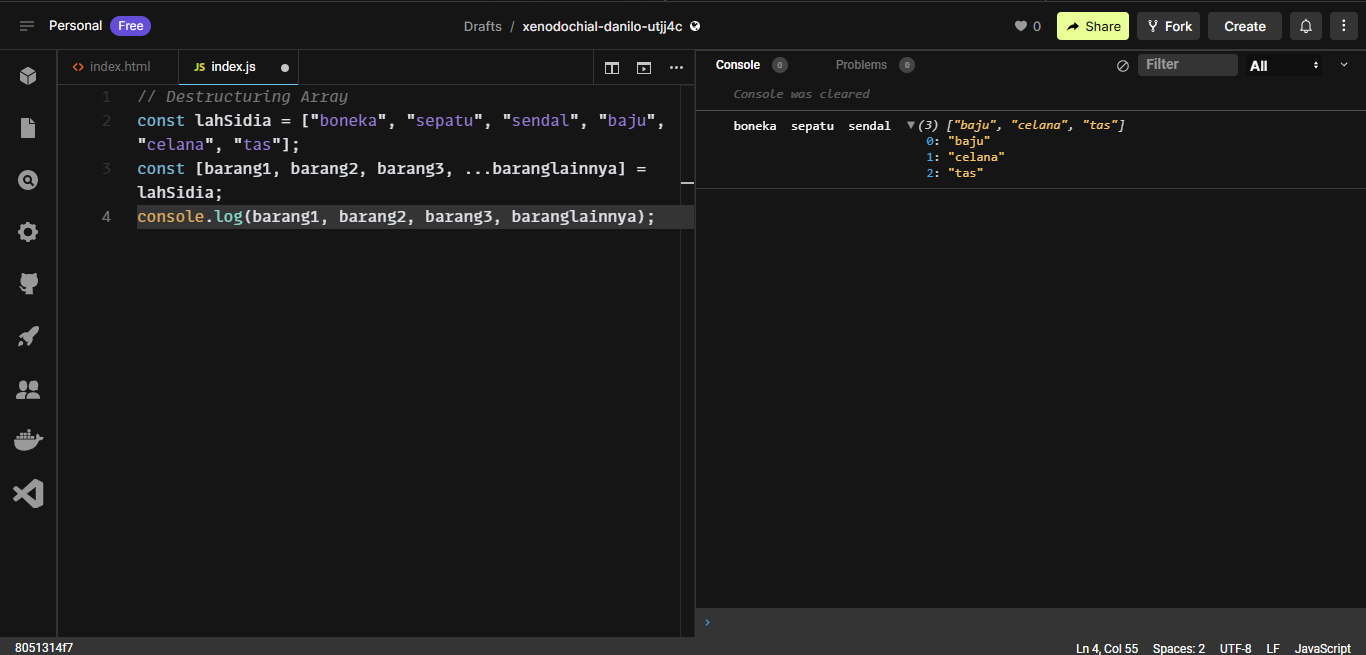 Personal Free Drafts / xenodochial-danilo-utjj4c 0 Share Fork Create
index.html JS index.js
Console 0 Problems 0 Filter All
1 // Destructuring Array
2 const lahSidia = ["boneka", "sepatu", "sendal", "baju",
"celana", "tas"];
3 const [barang1, barang2, barang3, ...baranglainnya] =
lahSidia;
4 console.log(barang1, barang2, barang3, baranglainnya);
Console was cleared
boneka sepatu sendal ▼(3) ["baju", "celana", "tas"]
0: "baju"
1: "celana"
2: "tas"
›
8051314f7 Ln 4, Col 55 Spaces: 2 UTF-8 LF JavaScript